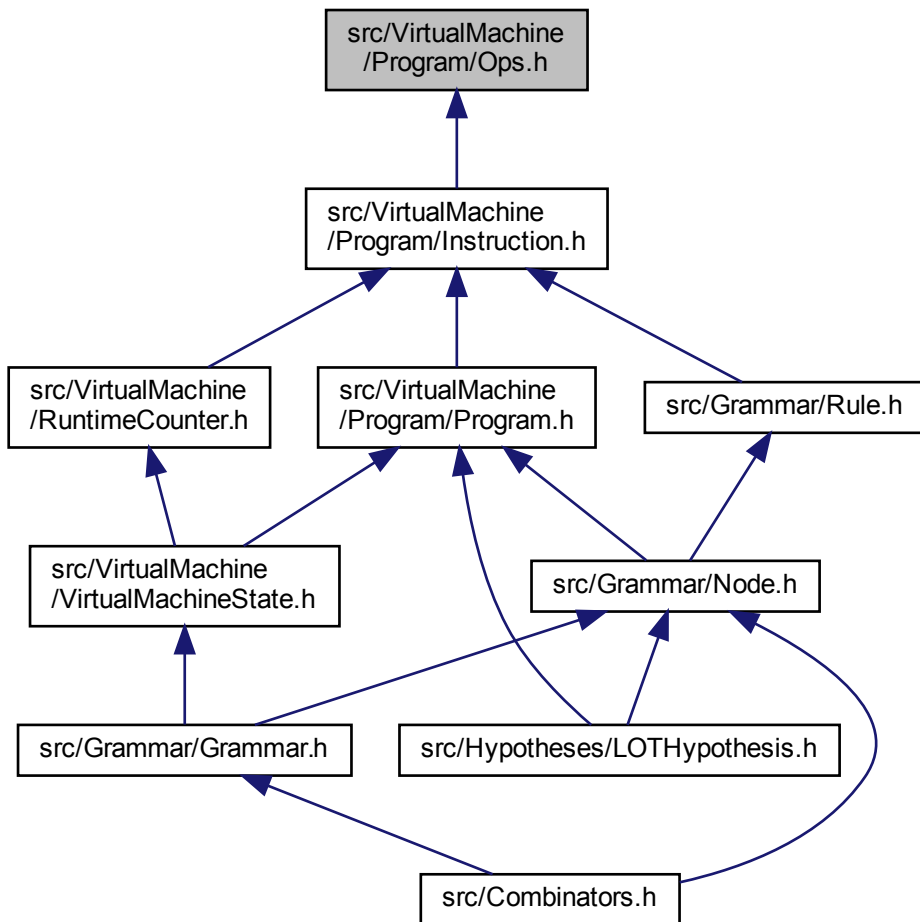 src/VirtualMachine
/Program/Ops.h
src/VirtualMachine
/Program/Instruction.h
src/VirtualMachine
/RuntimeCounter.h
src/VirtualMachine
/Program/Program.h
src/Grammar/Rule.h
src/VirtualMachine
/VirtualMachineState.h
src/Grammar/Node.h
src/Grammar/Grammar.h
src/Hypotheses/LOTHypothesis.h
src/Combinators.h